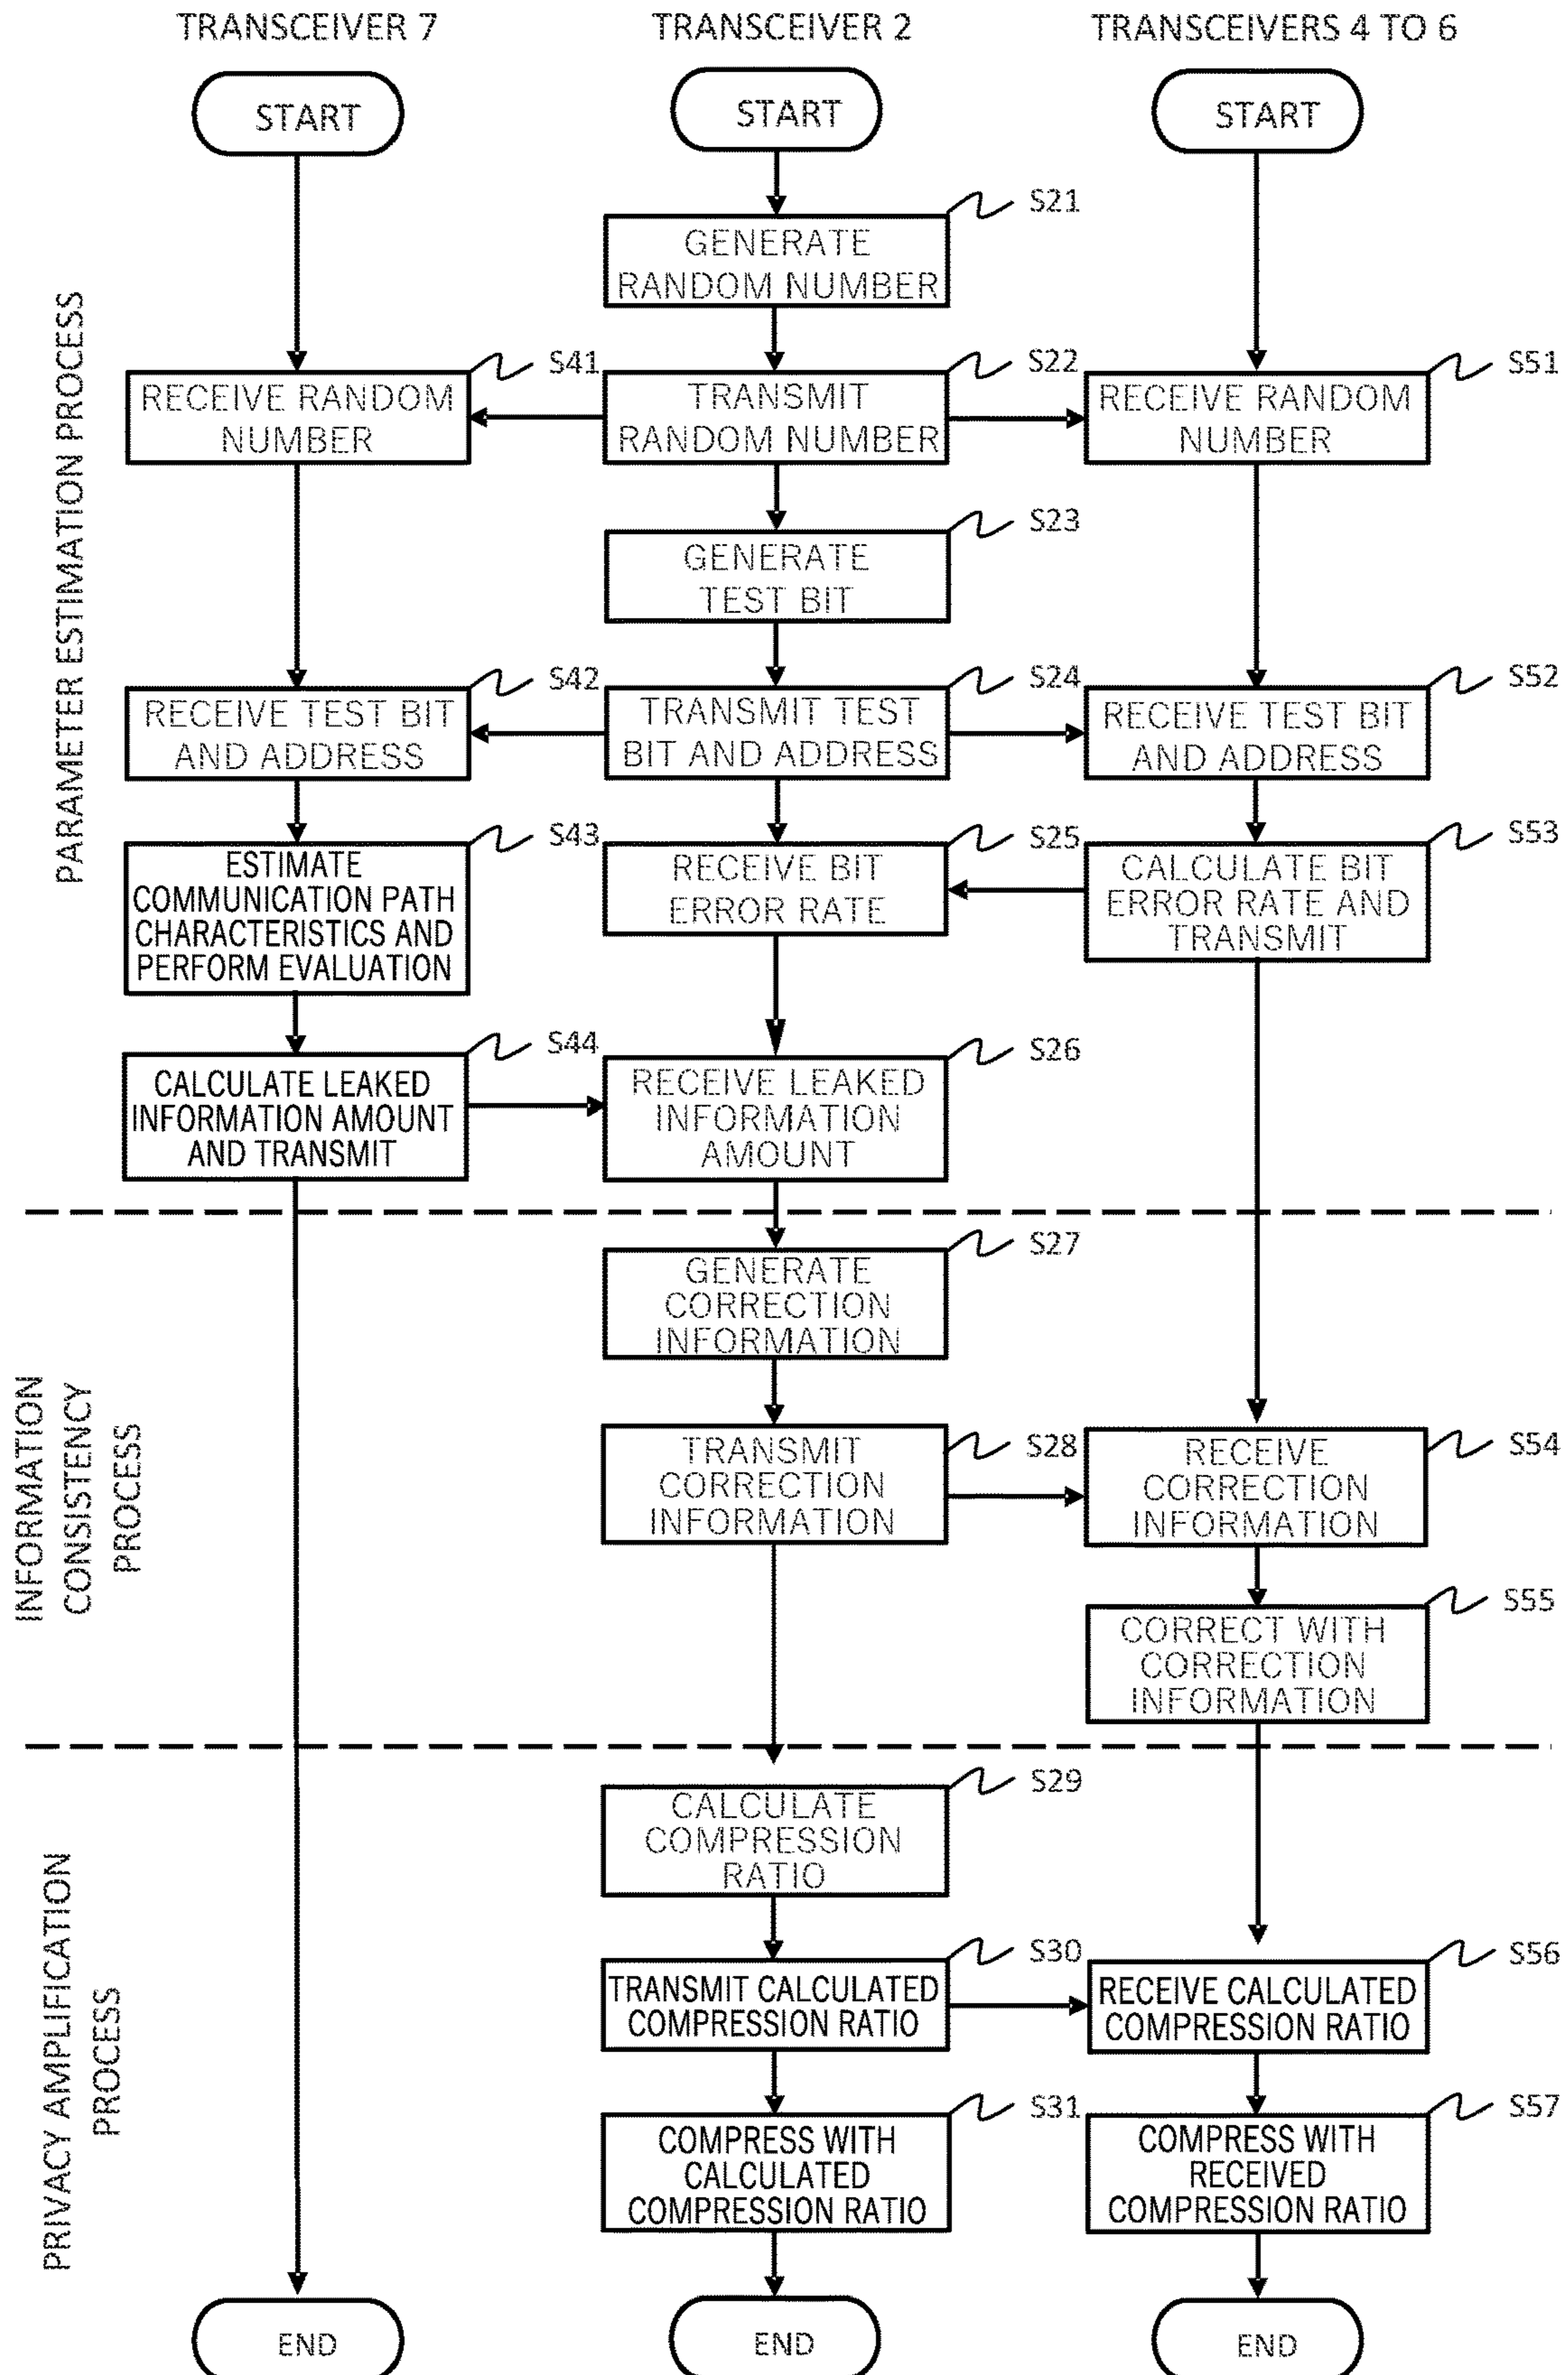 TRANSCEIVER 7
TRANSCEIVER 2
TRANSCEIVERS 4 TO 6
START
START
START
PARAMETER ESTIMATION PROCESS
S21
GENERATE
RANDOM NUMBER
S41
RECEIVE RANDOM
NUMBER
S22
TRANSMIT
RANDOM NUMBER
S51
RECEIVE RANDOM
NUMBER
S23
GENERATE
TEST BIT
S42
RECEIVE TEST BIT
AND ADDRESS
S24
TRANSMIT TEST
BIT AND ADDRESS
S52
RECEIVE TEST BIT
AND ADDRESS
S43
ESTIMATE
COMMUNICATION PATH
CHARACTERISTICS AND
PERFORM EVALUATION
S25
RECEIVE BIT
ERROR RATE
S53
CALCULATE BIT
ERROR RATE AND
TRANSMIT
S44
CALCULATE LEAKED
INFORMATION AMOUNT
AND TRANSMIT
S26
RECEIVE LEAKED
INFORMATION
AMOUNT
INFORMATION
CONSISTENCY
PROCESS
S27
GENERATE
CORRECTION
INFORMATION
S28
TRANSMIT
CORRECTION
INFORMATION
S54
RECEIVE
CORRECTION
INFORMATION
S55
CORRECT WITH
CORRECTION
INFORMATION
PRIVACY AMPLIFICATION
PROCESS
S29
CALCULATE
COMPRESSION
RATIO
S30
TRANSMIT CALCULATED
COMPRESSION RATIO
S56
RECEIVE CALCULATED
COMPRESSION RATIO
S31
COMPRESS WITH
CALCULATED
COMPRESSION RATIO
S57
COMPRESS WITH
RECEIVED
COMPRESSION RATIO
END
END
END